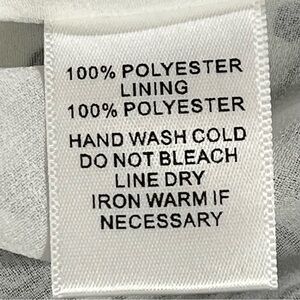 100% POLYESTER
LINING
100% POLYESTER
HAND WASH COLD
DO NOT BLEACH
LINE DRY
IRON WARM IF
NECESSARY